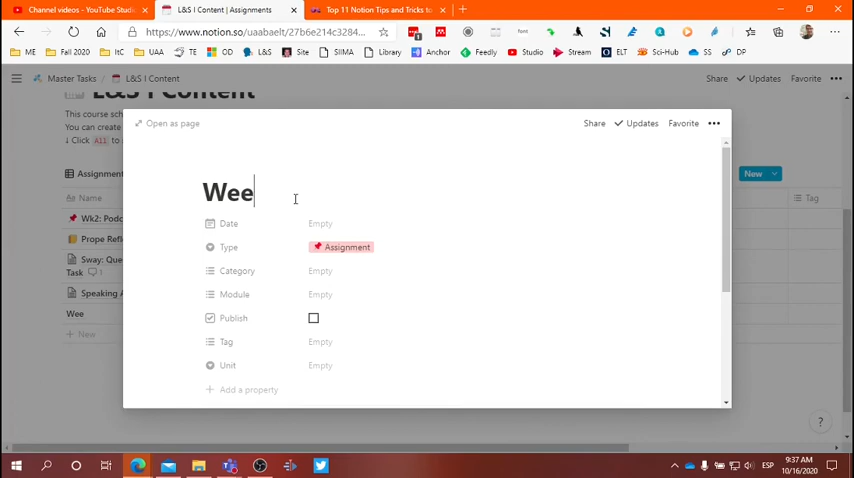 videos - YouTube Studio
L&S I Content | Assignments
Top 11 Notion Tips and Tricks to
https://www.notion.so/uaabaelt/27b6e214c3284...
ME
Fall 2020
ItC
UAA
TE
OD
L&S
Site
SIIMA
Library
Anchor
Feedly
Studio
Stream
ELT
Sci-Hub
SS
DP
Master Tasks / L&S I Content
Share
Updates
Favorite
L&S I Content
This course sch
You can create
↓ Click All to
Assignment
New
Name
Tag
Wk2: Podc
Prope Refl
Sway: Que
Task 1
Speaking A
Wee
+ New
Open as page
Share
Updates
Favorite
Wee
Date Empty
Type Assignment
Category Empty
Module Empty
Publish
Tag Empty
Unit Empty
+ Add a property
?
ESP
9:37 AM
10/16/2020